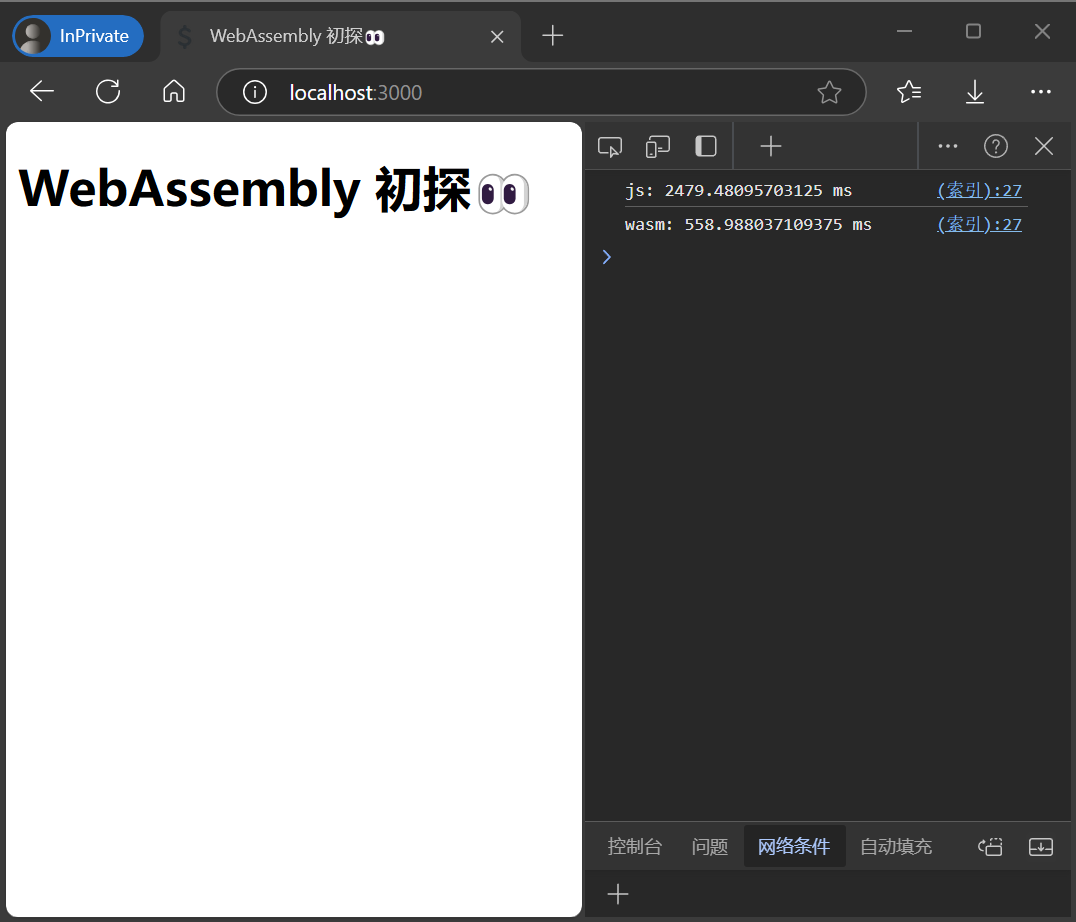 InPrivate
WebAssembly 初探👀
localhost:3000
WebAssembly 初探👀
js: 2479.48095703125 ms (索引):27
wasm: 558.988037109375 ms (索引):27
控制台 问题 网络条件 自动填充